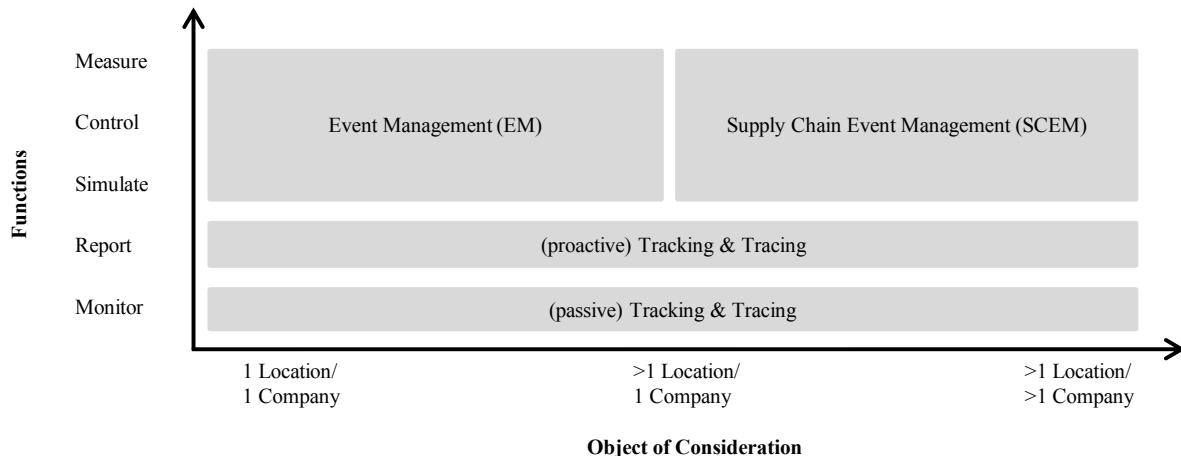 Functions
Measure
Control
Simulate
Report
Monitor
Event Management (EM)
Supply Chain Event Management (SCEM)
(proactive) Tracking & Tracing
(passive) Tracking & Tracing
1 Location/
1 Company
>1 Location/
1 Company
>1 Location/
>1 Company
Object of Consideration